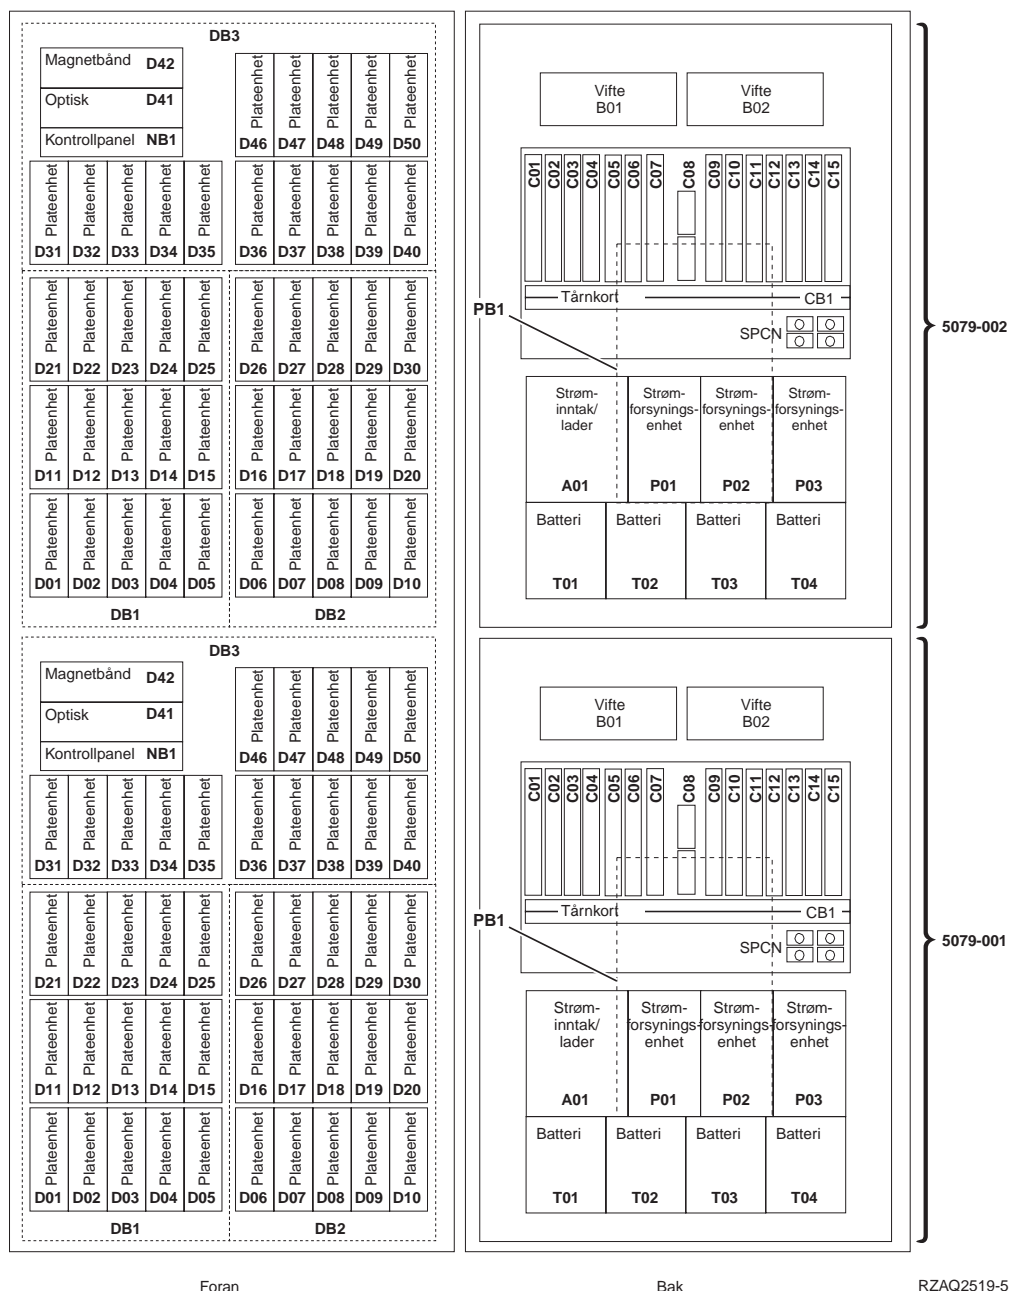 DB3
Magnetbånd D42
Optisk D41
Kontrollpanel NB1
Plateenhet Plateenhet Plateenhet Plateenhet Plateenhet
D46 D47 D48 D49 D50
Plateenhet Plateenhet Plateenhet Plateenhet Plateenhet Plateenhet Plateenhet Plateenhet Plateenhet Plateenhet
D31 D32 D33 D34 D35 D36 D37 D38 D39 D40
Plateenhet Plateenhet Plateenhet Plateenhet Plateenhet Plateenhet Plateenhet Plateenhet Plateenhet Plateenhet
D21 D22 D23 D24 D25 D26 D27 D28 D29 D30
Plateenhet Plateenhet Plateenhet Plateenhet Plateenhet Plateenhet Plateenhet Plateenhet Plateenhet Plateenhet
D11 D12 D13 D14 D15 D16 D17 D18 D19 D20
Plateenhet Plateenhet Plateenhet Plateenhet Plateenhet Plateenhet Plateenhet Plateenhet Plateenhet Plateenhet
D01 D02 D03 D04 D05 D06 D07 D08 D09 D10
DB1 DB2
Vifte Vifte
B01 B02
C01 C02 C03 C04 C05 C06 C07 C08 C09 C10 C11 C12 C13 C14 C15
Tårnkort CB1
PB1
SPCN
5079-002
Strøm- Strøm- Strøm- Strøm-
inntak/ forsynings- forsynings- forsynings-
lader enhet enhet enhet
A01 P01 P02 P03
Batteri Batteri Batteri Batteri
T01 T02 T03 T04
DB3
Magnetbånd D42
Optisk D41
Kontrollpanel NB1
Plateenhet Plateenhet Plateenhet Plateenhet Plateenhet
D46 D47 D48 D49 D50
Plateenhet Plateenhet Plateenhet Plateenhet Plateenhet Plateenhet Plateenhet Plateenhet Plateenhet Plateenhet
D31 D32 D33 D34 D35 D36 D37 D38 D39 D40
Plateenhet Plateenhet Plateenhet Plateenhet Plateenhet Plateenhet Plateenhet Plateenhet Plateenhet Plateenhet
D21 D22 D23 D24 D25 D26 D27 D28 D29 D30
Plateenhet Plateenhet Plateenhet Plateenhet Plateenhet Plateenhet Plateenhet Plateenhet Plateenhet Plateenhet
D11 D12 D13 D14 D15 D16 D17 D18 D19 D20
Plateenhet Plateenhet Plateenhet Plateenhet Plateenhet Plateenhet Plateenhet Plateenhet Plateenhet Plateenhet
D01 D02 D03 D04 D05 D06 D07 D08 D09 D10
DB1 DB2
Vifte Vifte
B01 B02
C01 C02 C03 C04 C05 C06 C07 C08 C09 C10 C11 C12 C13 C14 C15
Tårnkort CB1
PB1
SPCN
5079-001
Strøm- Strøm- Strøm- Strøm-
inntak/ forsynings- forsynings- forsynings-
lader enhet enhet enhet
A01 P01 P02 P03
Batteri Batteri Batteri Batteri
T01 T02 T03 T04
Foran Bak RZAQ2519-5